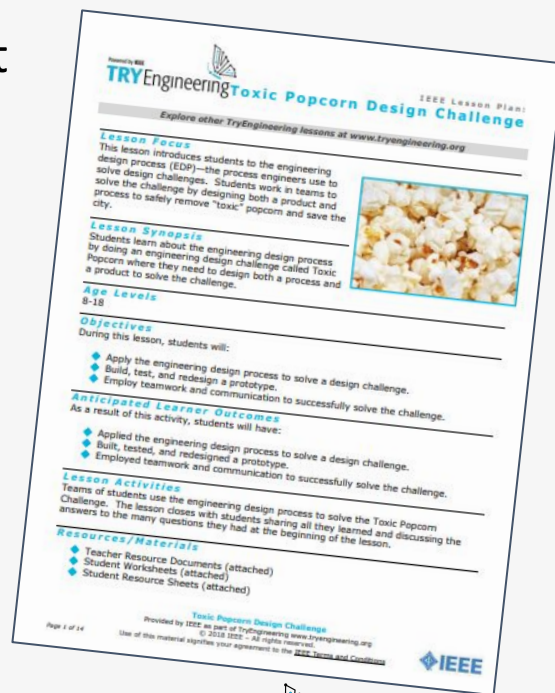 t
Powered by IEEE
TRYEngineering
IEEE Lesson Plan:
Toxic Popcorn Design Challenge
Explore other TryEngineering lessons at www.tryengineering.org
Lesson Focus
This lesson introduces students to the engineering
design process (EDP)—the process engineers use to
solve design challenges. Students work in teams to
solve the challenge by designing both a product and
process to safely remove "toxic" popcorn and save the
city.
Lesson Synopsis
Students learn about the engineering design process
by doing an engineering design challenge called Toxic
Popcorn where they need to design both a process and
a product to solve the challenge.
Age Levels
8-18
Objectives
During this lesson, students will:
◆ Apply the engineering design process to solve a design challenge.
◆ Build, test, and redesign a prototype.
◆ Employ teamwork and communication to successfully solve the challenge.
Anticipated Learner Outcomes
As a result of this activity, students will have:
◆ Applied the engineering design process to solve a design challenge.
◆ Built, tested, and redesigned a prototype.
◆ Employed teamwork and communication to successfully solve the challenge.
Lesson Activities
Teams of students use the engineering design process to solve the Toxic Popcorn
Challenge. The lesson closes with students sharing all they learned and discussing the
answers to the many questions they had at the beginning of the lesson.
Resources/Materials
◆ Teacher Resource Documents (attached)
◆ Student Worksheets (attached)
◆ Student Resource Sheets (attached)
Toxic Popcorn Design Challenge
Page 1 of 14
Provided by IEEE as part of TryEngineering www.tryengineering.org
© 2018 IEEE – All rights reserved.
Use of this material signifies your agreement to the IEEE Terms and Conditions
IEEE